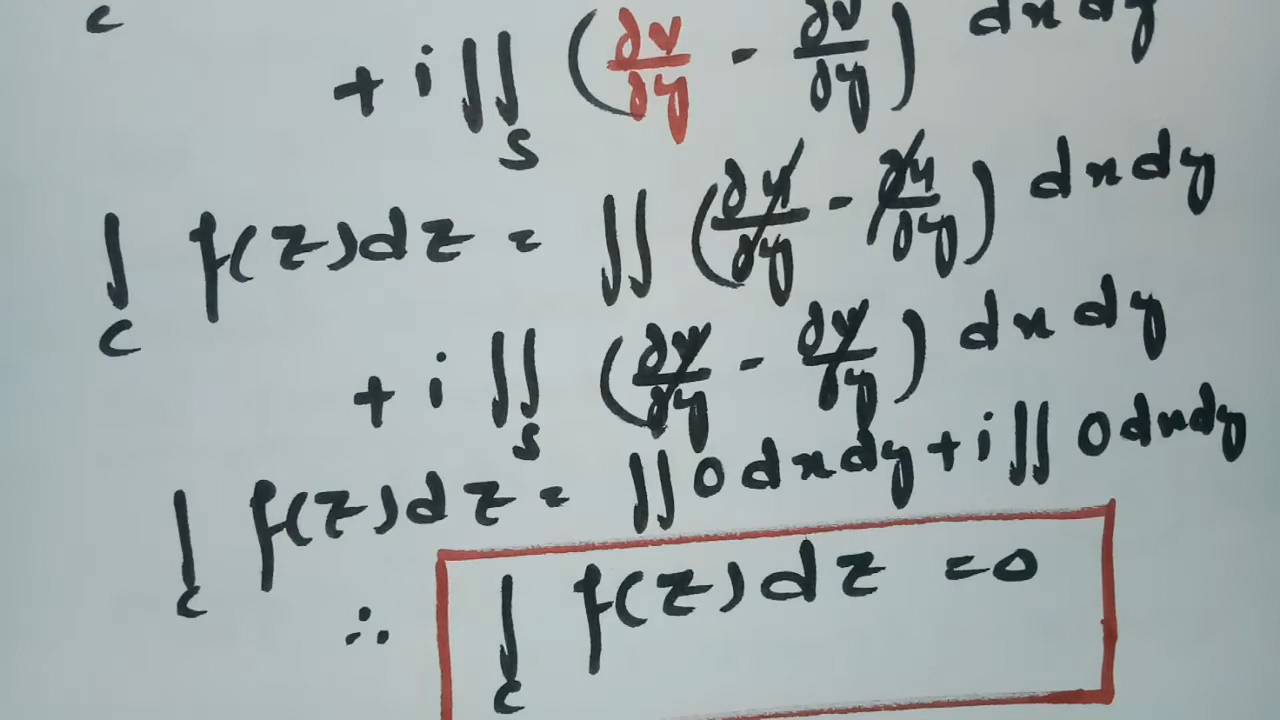 c
+ i ∬_S (∂v/∂y - ∂v/∂y) dx dy
∫_C f(z)dz = ∬ (∂u/∂y - ∂u/∂y) dx dy
+ i ∬_S (∂v/∂y - ∂v/∂y) dx dy
∫_C f(z)dz = ∬ 0 dx dy + i ∬ 0 dx dy
∴ ∫_C f(z)dz = 0